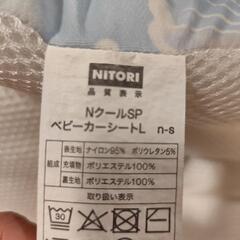 NITORI
品質表示
NクールSP
ベビーカーシートL n-s
組成
表生地 ナイロン95% ポリウレタン5%
充填物 ポリエステル100%
裏生地 ポリエステル100%
取り扱い表示
30